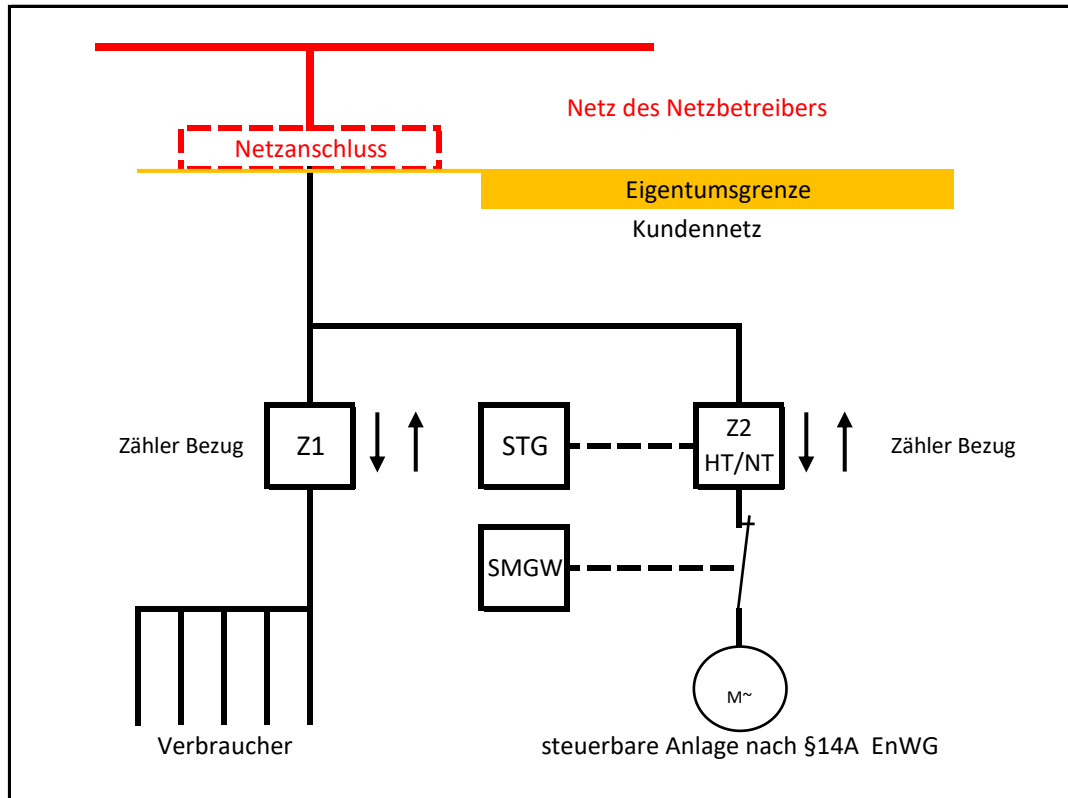 Netz des Netzbetreibers
Netzanschluss
Eigentumsgrenze
Kundennetz
Zähler Bezug
Z1
STG
Z2
HT/NT
Zähler Bezug
SMGW
M~
Verbraucher
steuerbare Anlage nach §14A EnWG